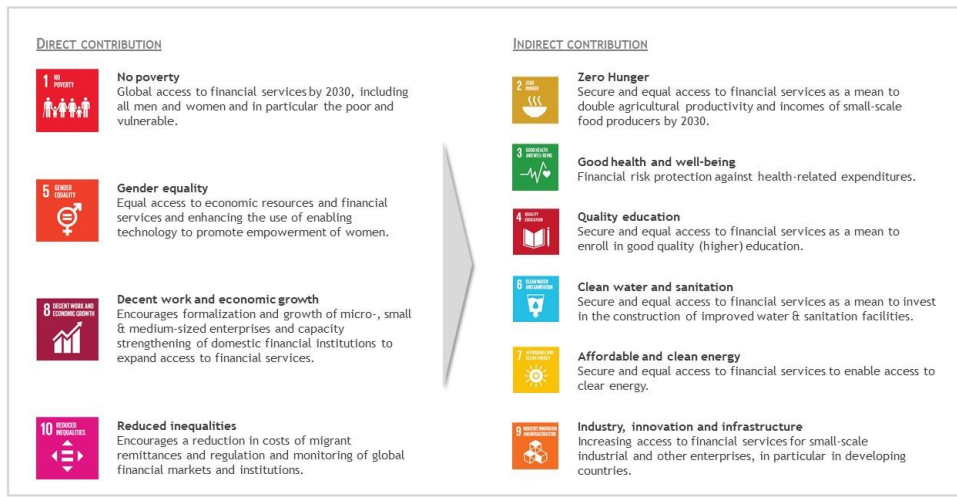 DIRECT CONTRIBUTION
1 NO POVERTY
No poverty
Global access to financial services by 2030, including
all men and women and in particular the poor and
vulnerable.
5 GENDER EQUALITY
Gender equality
Equal access to economic resources and financial
services and enhancing the use of enabling
technology to promote empowerment of women.
8 DECENT WORK AND ECONOMIC GROWTH
Decent work and economic growth
Encourages formalization and growth of micro-, small
& medium-sized enterprises and capacity
strengthening of domestic financial institutions to
expand access to financial services.
10 REDUCED INEQUALITIES
Reduced inequalities
Encourages a reduction in costs of migrant
remittances and regulation and monitoring of global
financial markets and institutions.
INDIRECT CONTRIBUTION
2 ZERO HUNGER
Zero Hunger
Secure and equal access to financial services as a mean to
double agricultural productivity and incomes of small-scale
food producers by 2030.
3 GOOD HEALTH AND WELL-BEING
Good health and well-being
Financial risk protection against health-related expenditures.
4 QUALITY EDUCATION
Quality education
Secure and equal access to financial services as a mean to
enroll in good quality (higher) education.
6 CLEAN WATER AND SANITATION
Clean water and sanitation
Secure and equal access to financial services as a mean to invest
in the construction of improved water & sanitation facilities.
7 AFFORDABLE AND CLEAN ENERGY
Affordable and clean energy
Secure and equal access to financial services to enable access to
clear energy.
9 INDUSTRY, INNOVATION AND INFRASTRUCTURE
Industry, innovation and infrastructure
Increasing access to financial services for small-scale
industrial and other enterprises, in particular in developing
countries.